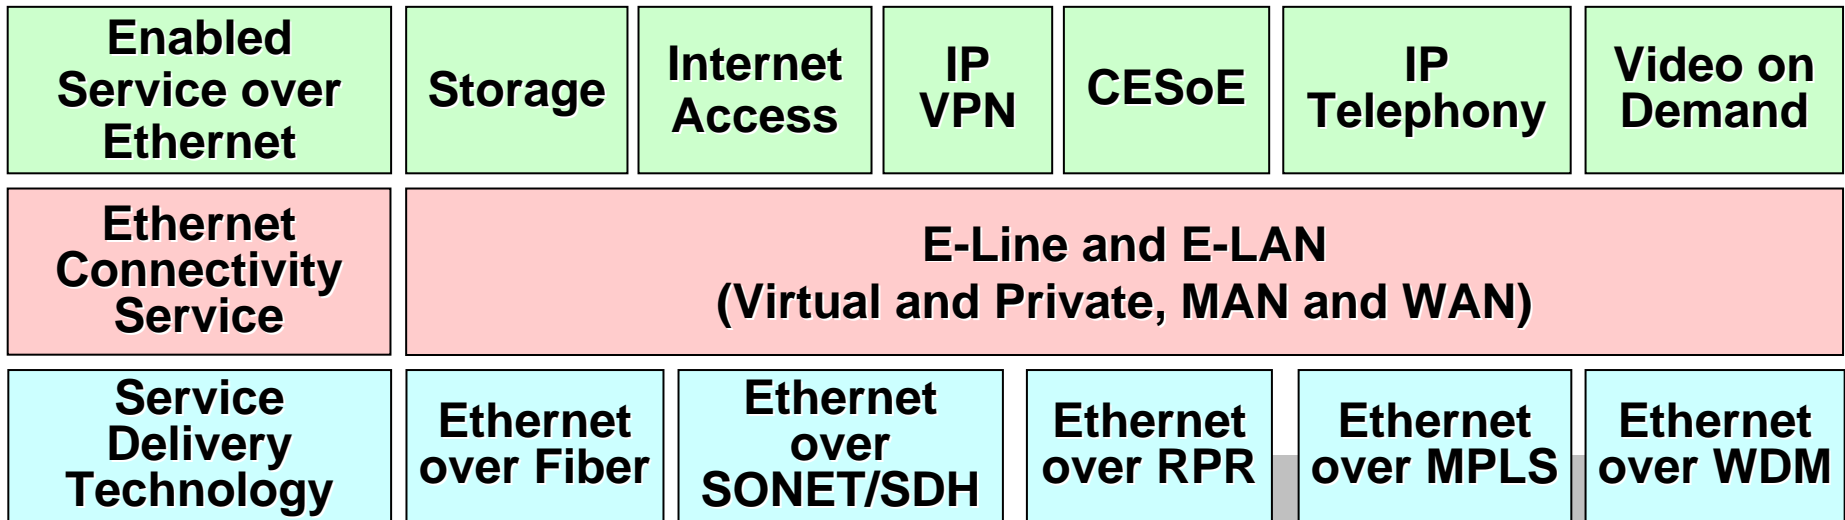 Enabled
Service over
Ethernet
Storage
Internet
Access
IP
VPN
CESoE
IP
Telephony
Video on
Demand
Ethernet
Connectivity
Service
E-Line and E-LAN
(Virtual and Private, MAN and WAN)
Service
Delivery
Technology
Ethernet
over Fiber
Ethernet
over
SONET/SDH
Ethernet
over RPR
Ethernet
over MPLS
Ethernet
over WDM